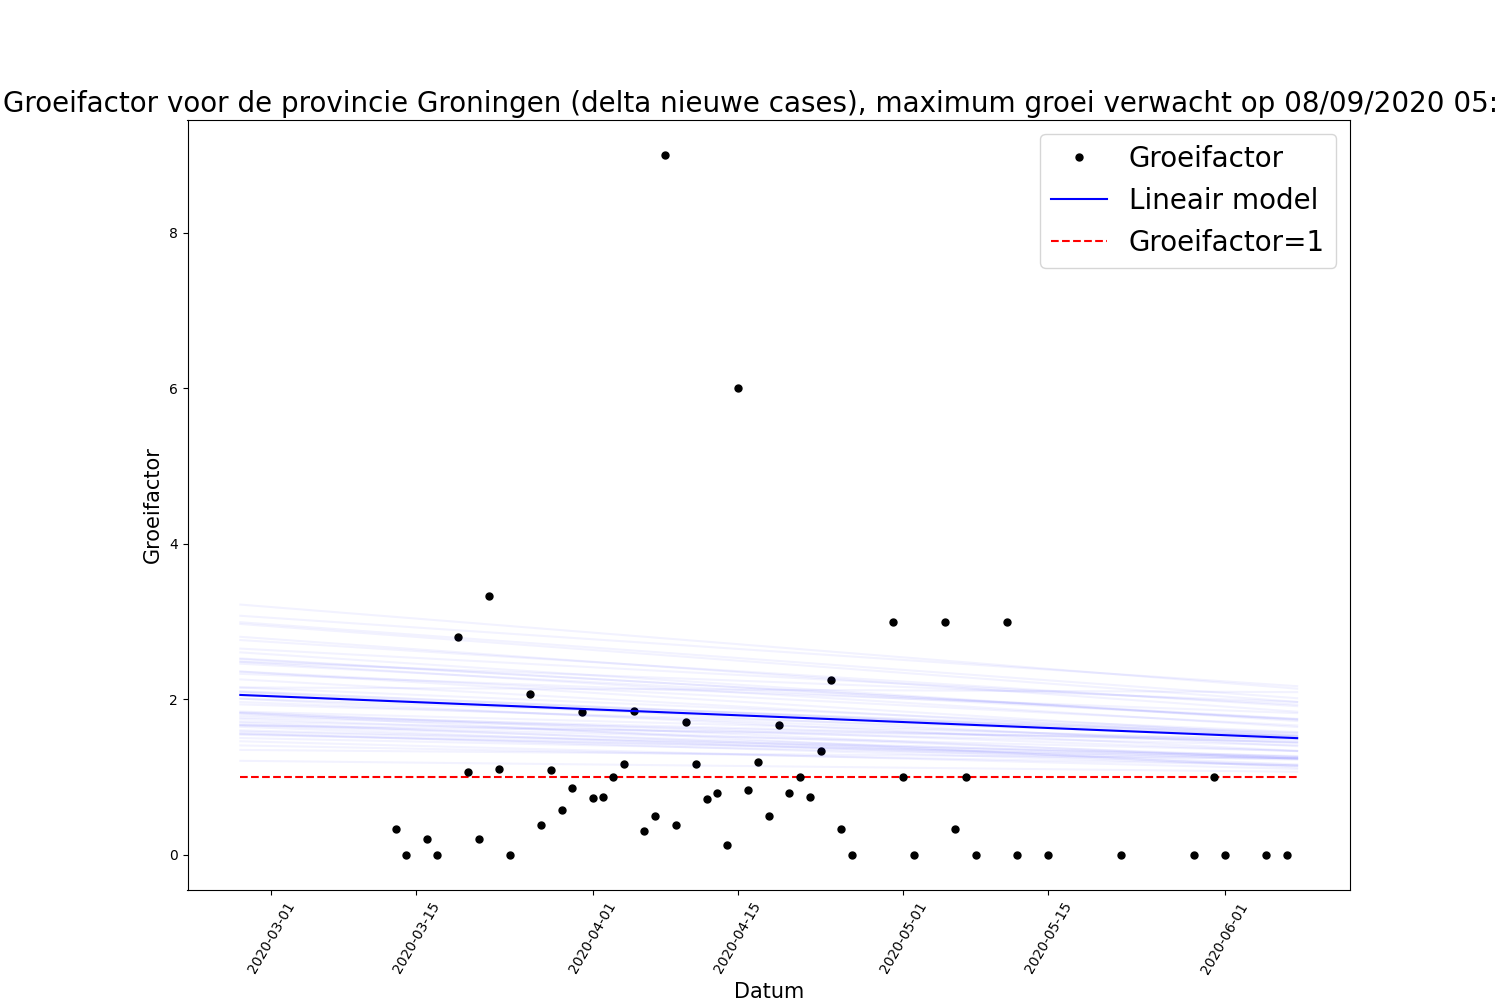 Groeifactor voor de provincie Groningen (delta nieuwe cases), maximum groei verwacht op 08/09/2020 05:
Groeifactor
Lineair model
Groeifactor=1
8
6
4
2
0
Groeifactor
2020-03-01
2020-03-15
2020-04-01
2020-04-15
2020-05-01
2020-05-15
2020-06-01
Datum